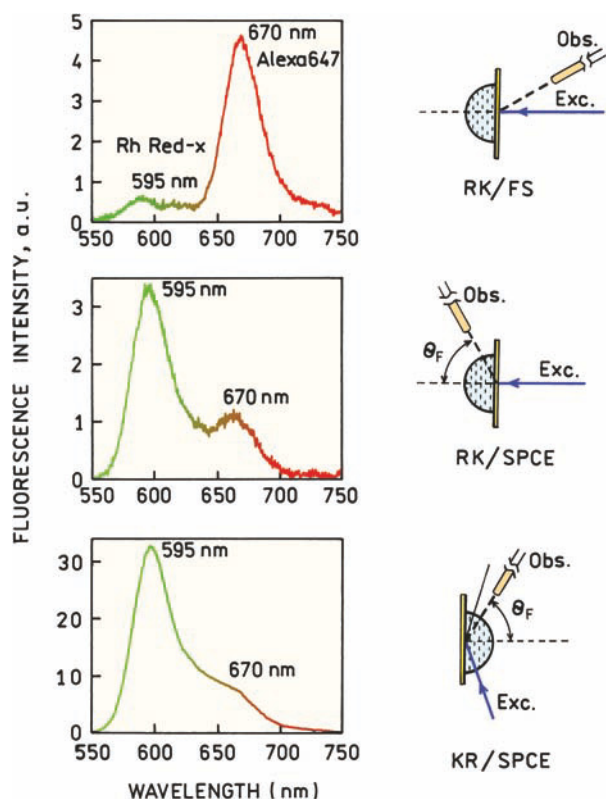 FLUORESCENCE INTENSITY, a.u.
5
4
3
2
1
0
670 nm
Alexa647
Rh Red-x
595 nm
550 600 650 700 750
Obs.
Exc.
RK/FS
3
2
1
0
595 nm
670 nm
550 600 650 700 750
Obs.
θF
Exc.
RK/SPCE
30
20
10
0
595 nm
670 nm
550 600 650 700 750
WAVELENGTH (nm)
Obs.
θF
Exc.
KR/SPCE